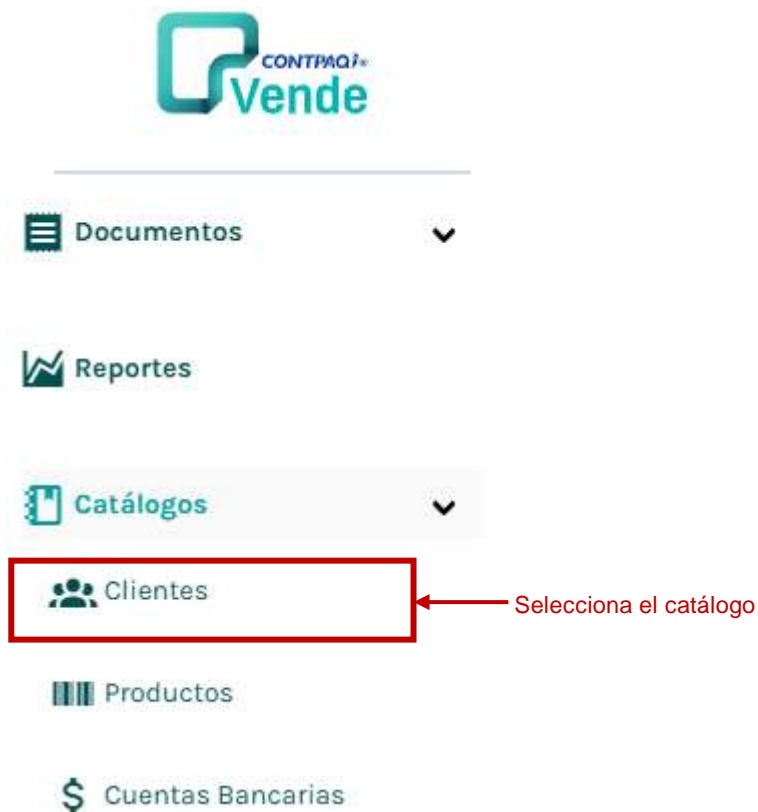 CONTPAQi®
Vende
Documentos
Reportes
Catálogos
Clientes
Selecciona el catálogo
Productos
Cuentas Bancarias